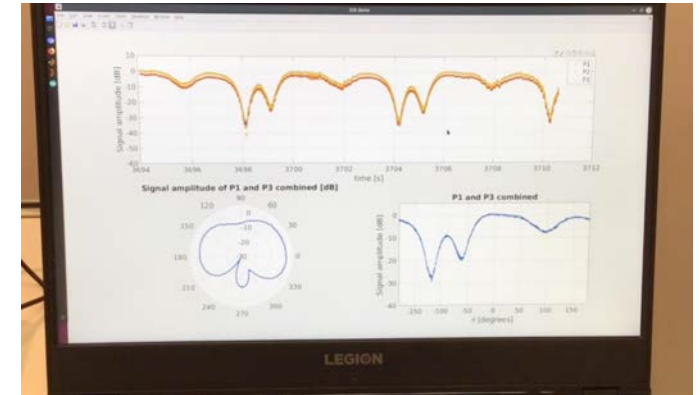 10
0
-10
-20
-30
-40
-50
-60
Signal amplitude [dB]
P1
P2
P3
3694 3696 3698 3700 3702 3704 3706 3708 3710 3712
time [s]
Signal amplitude of P1 and P3 combined [dB]
90
120 60
150 30
180 0
210 330
240 300
270
0
-10
-20
P1 and P3 combined
Signal amplitude [dB]
0
-10
-20
-30
-40
-150 -100 -50 0 50 100 150
[degrees]
LEGION